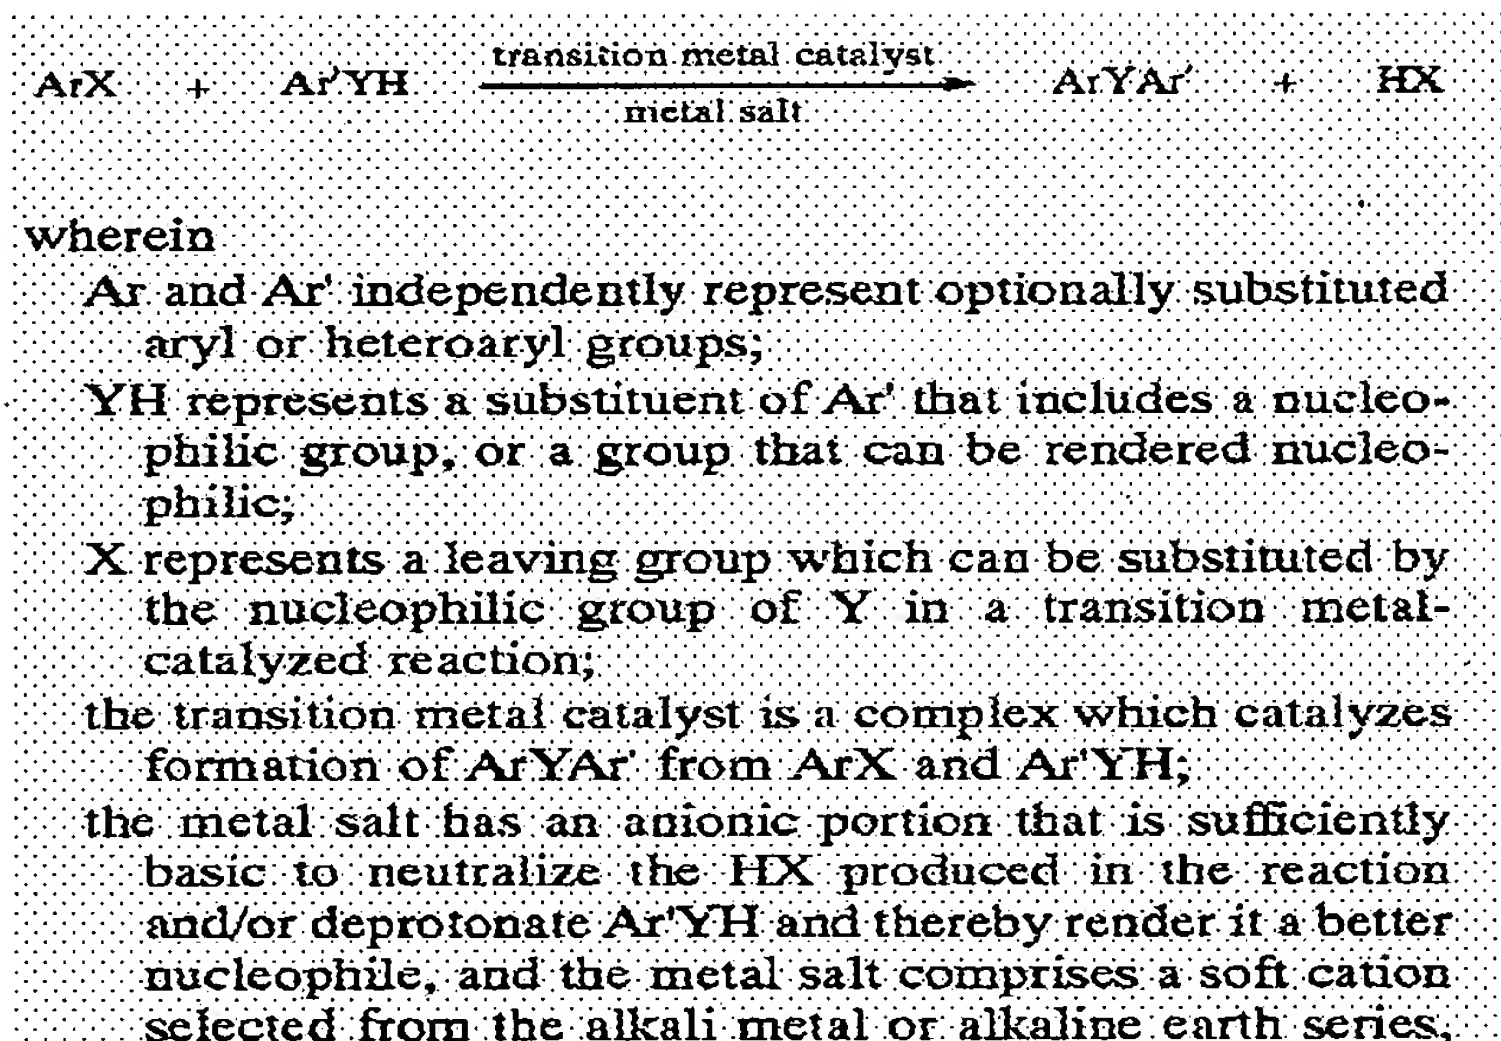 transition metal catalyst
ArX + Ar'YH ArYAr' + HX
metal salt
wherein
Ar and Ar' independently represent optionally substituted
aryl or heteroaryl groups;
YH represents a substituent of Ar' that includes a nucleo-
philic group, or a group that can be rendered nucleo-
philic;
X represents a leaving group which can be substituted by
the nucleophilic group of Y in a transition metal-
catalyzed reaction;
the transition metal catalyst is a complex which catalyzes
formation of ArYAr' from ArX and Ar'YH;
the metal salt has an anionic portion that is sufficiently
basic to neutralize the HX produced in the reaction
and/or deprotonate Ar'YH and thereby render it a better
nucleophile, and the metal salt comprises a soft cation
selected from the alkali metal or alkaline earth series,